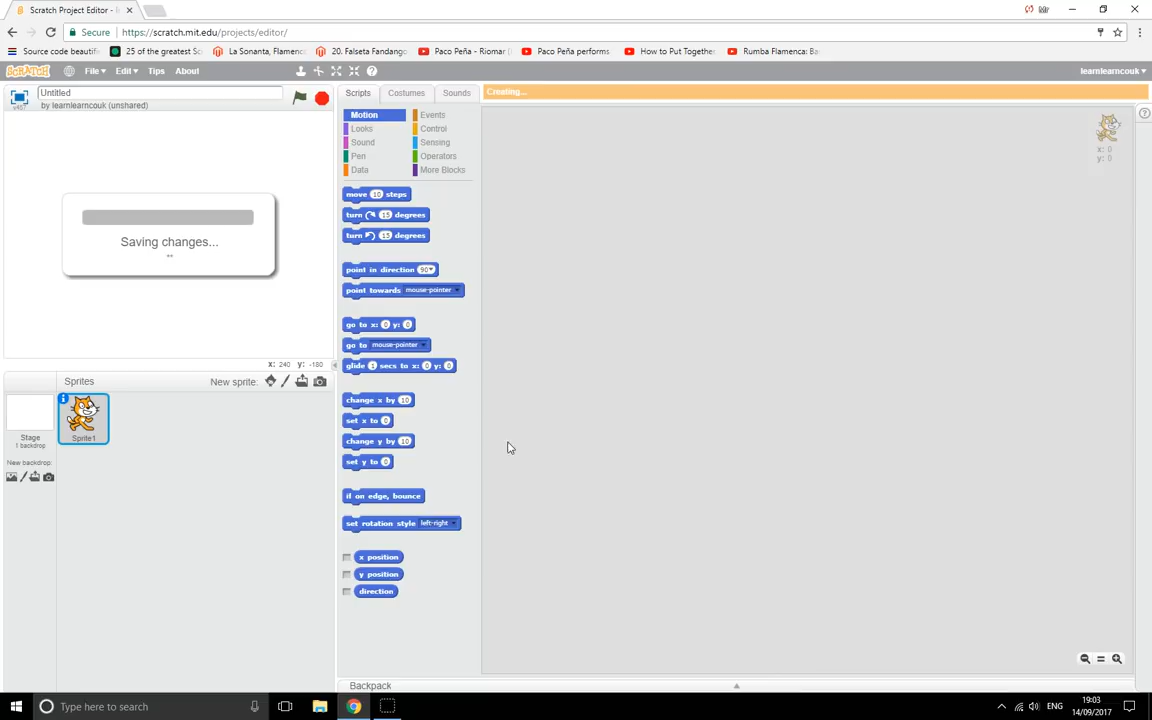 Scratch Project Editor - I
Secure
https://scratch.mit.edu/projects/editor/
Source code beautif
25 of the greatest Sc
La Sonanta, Flamenc
20. Falseta Fandango
Paco Peña - Riomar (
Paco Peña performs
How to Put Together
Rumba Flamenca: Ba
SCRATCH
File
Edit
Tips
About
learnlearncouk
v457
Untitled
by learnlearncouk (unshared)
Scripts
Costumes
Sounds
Creating...
Motion
Looks
Sound
Pen
Data
Events
Control
Sensing
Operators
More Blocks
x: 0
y: 0
move 10 steps
turn 15 degrees
turn 15 degrees
point in direction 90
point towards mouse-pointer
go to x: 0 y: 0
go to mouse-pointer
glide 1 secs to x: 0 y: 0
change x by 10
set x to 0
change y by 10
set y to 0
if on edge, bounce
set rotation style left-right
x position
y position
direction
Saving changes...
x: 240 y: -180
Sprites
New sprite:
Stage
1 backdrop
New backdrop:
Sprite1
Backpack
Type here to search
ENG
19:03
14/09/2017